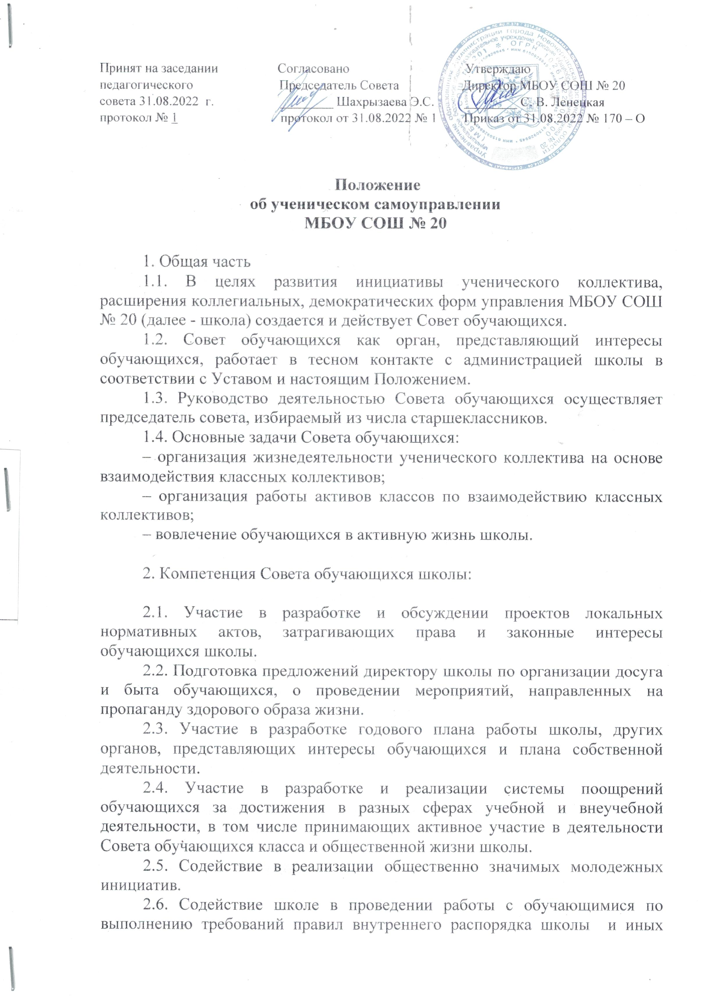 Принят на заседании Согласовано Утверждаю
педагогического Председатель Совета Директор МБОУ СОШ № 20
совета 31.08.2022 г. ________ Шахрызаева Э.С. ________ С. В. Ленецкая
протокол № 1 протокол от 31.08.2022 № 1 Приказ от 31.08.2022 № 170 – О
Положение
об ученическом самоуправлении
МБОУ СОШ № 20
1. Общая часть
1.1. В целях развития инициативы ученического коллектива,
расширения коллегиальных, демократических форм управления МБОУ СОШ
№ 20 (далее - школа) создается и действует Совет обучающихся.
1.2. Совет обучающихся как орган, представляющий интересы
обучающихся, работает в тесном контакте с администрацией школы в
соответствии с Уставом и настоящим Положением.
1.3. Руководство деятельностью Совета обучающихся осуществляет
председатель совета, избираемый из числа старшеклассников.
1.4. Основные задачи Совета обучающихся:
– организация жизнедеятельности ученического коллектива на основе
взаимодействия классных коллективов;
– организация работы активов классов по взаимодействию классных
коллективов;
– вовлечение обучающихся в активную жизнь школы.
2. Компетенция Совета обучающихся школы:
2.1. Участие в разработке и обсуждении проектов локальных
нормативных актов, затрагивающих права и законные интересы
обучающихся школы.
2.2. Подготовка предложений директору школы по организации досуга
и быта обучающихся, о проведении мероприятий, направленных на
пропаганду здорового образа жизни.
2.3. Участие в разработке годового плана работы школы, других
органов, представляющих интересы обучающихся и плана собственной
деятельности.
2.4. Участие в разработке и реализации системы поощрений
обучающихся за достижения в разных сферах учебной и внеучебной
деятельности, в том числе принимающих активное участие в деятельности
Совета обучающихся класса и общественной жизни школы.
2.5. Содействие в реализации общественно значимых молодежных
инициатив.
2.6. Содействие школе в проведении работы с обучающимися по
выполнению требований правил внутреннего распорядка школы и иных